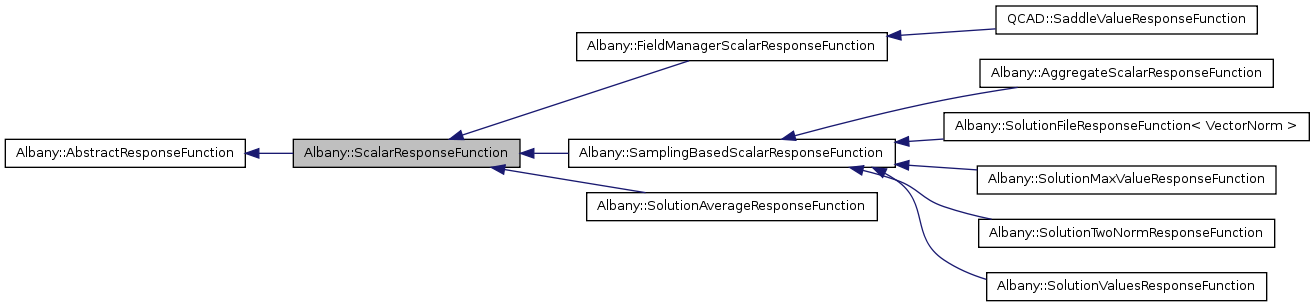 QCAD::SaddleValueResponseFunction
Albany::FieldManagerScalarResponseFunction
Albany::AggregateScalarResponseFunction
Albany::SolutionFileResponseFunction< VectorNorm >
Albany::AbstractResponseFunction
Albany::ScalarResponseFunction
Albany::SamplingBasedScalarResponseFunction
Albany::SolutionMaxValueResponseFunction
Albany::SolutionAverageResponseFunction
Albany::SolutionTwoNormResponseFunction
Albany::SolutionValuesResponseFunction